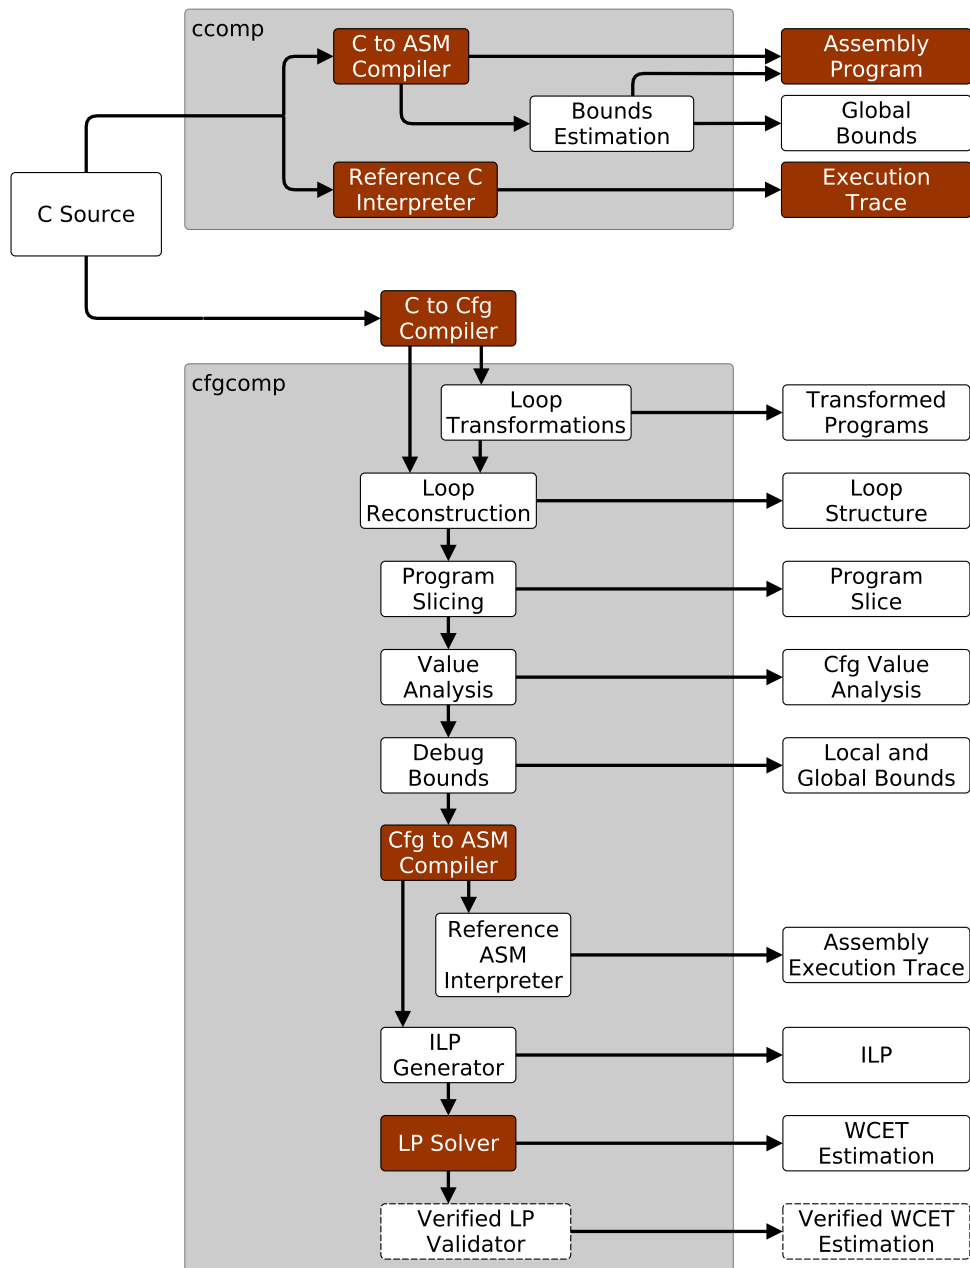 ccomp
C to ASM
Compiler
Assembly
Program
Bounds
Estimation
Global
Bounds
Reference C
Interpreter
Execution
Trace
C Source
C to Cfg
Compiler
cfgcomp
Loop
Transformations
Transformed
Programs
Loop
Reconstruction
Loop
Structure
Program
Slicing
Program
Slice
Value
Analysis
Cfg Value
Analysis
Debug
Bounds
Local and
Global Bounds
Cfg to ASM
Compiler
Reference
ASM
Interpreter
Assembly
Execution Trace
ILP
Generator
ILP
LP Solver
WCET
Estimation
Verified LP
Validator
Verified WCET
Estimation